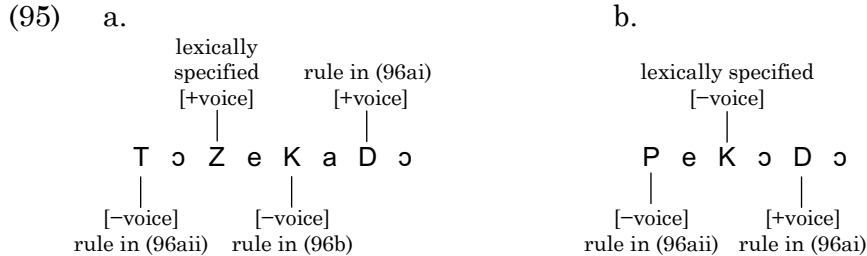 (95) a. b.
lexically
specified rule in (96ai) lexically specified
[+voice] [+voice] [−voice]
T ɔ Z e K a D ɔ P e K ɔ D ɔ
[−voice] [−voice] [−voice] [+voice]
rule in (96aii) rule in (96b) rule in (96aii) rule in (96ai)